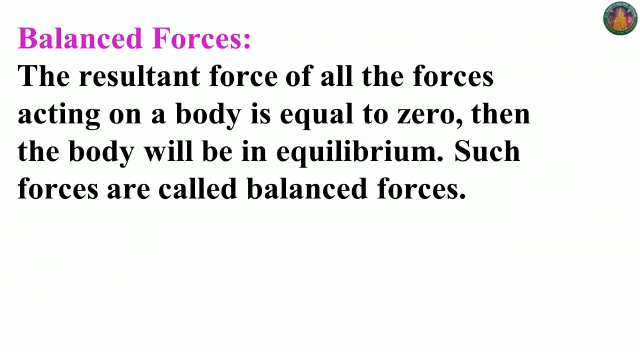 Balanced Forces:
The resultant force of all the forces
acting on a body is equal to zero, then
the body will be in equilibrium. Such
forces are called balanced forces.